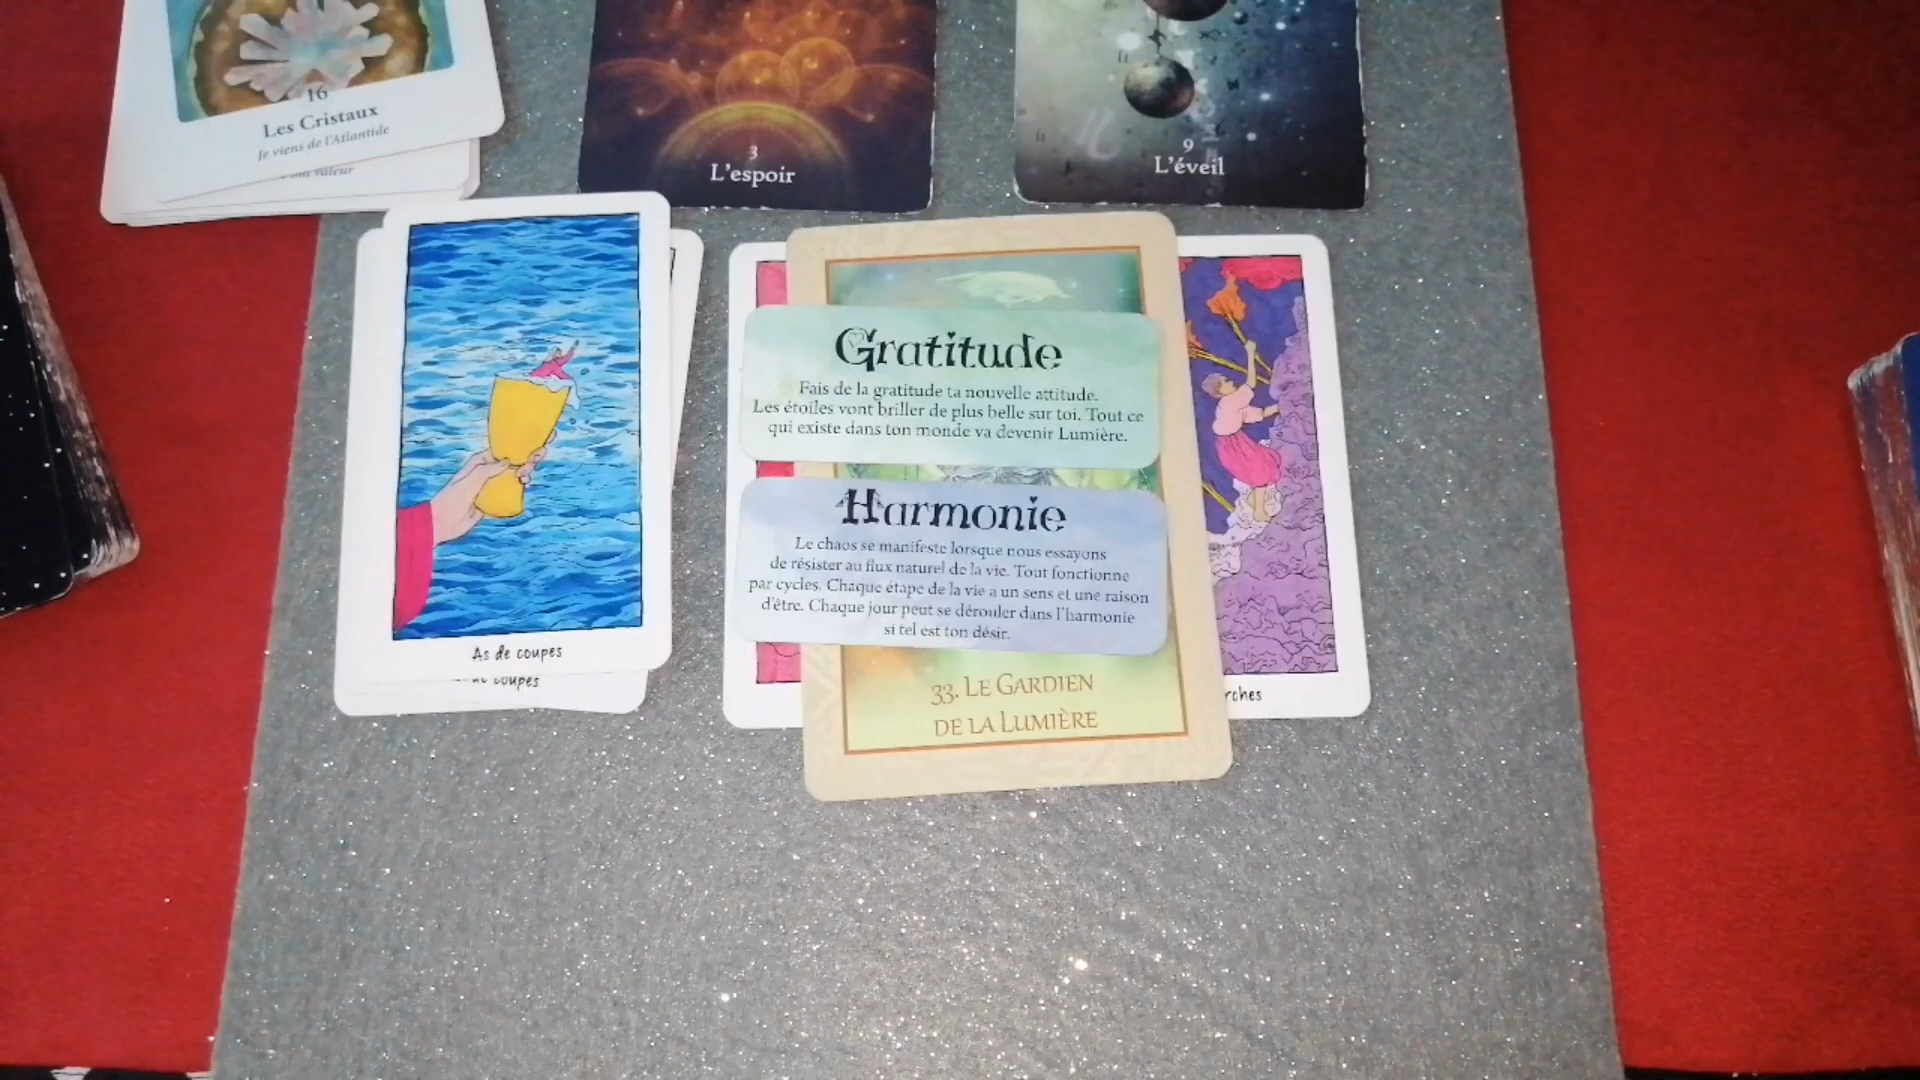 16
Les Cristaux
Je viens de l'Atlantide
valeur
3
L'espoir
9
L'éveil
As de coupes
coupes
Gratitude
Fais de la gratitude ta nouvelle attitude.
Les étoiles vont briller de plus belle sur toi. Tout ce
qui existe dans ton monde va devenir Lumière.
Harmonie
Le chaos se manifeste lorsque nous essayons
de résister au flux naturel de la vie. Tout fonctionne
par cycles. Chaque étape de la vie a un sens et une raison
d'être. Chaque jour peut se dérouler dans l'harmonie
si tel est ton désir.
33. LE GARDIEN
DE LA LUMIÈRE
rches